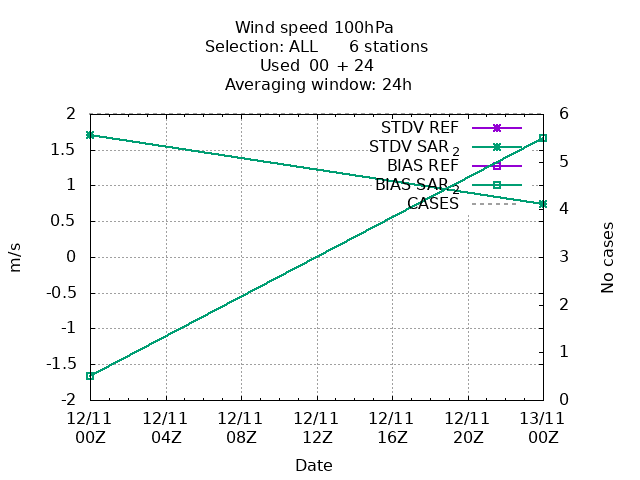 Wind speed 100hPa
Selection: ALL 6 stations
Used 00 + 24
Averaging window: 24h
2 6
STDV REF
STDV SAR 2
1.5 5
BIAS REF
1 BIAS SAR 2
CASES 4
0.5
m/s 0 3 No cases
-0.5 2
-1
1
-1.5
-2 0
12/11 12/11 12/11 12/11 12/11 12/11 13/11
00Z 04Z 08Z 12Z 16Z 20Z 00Z
Date